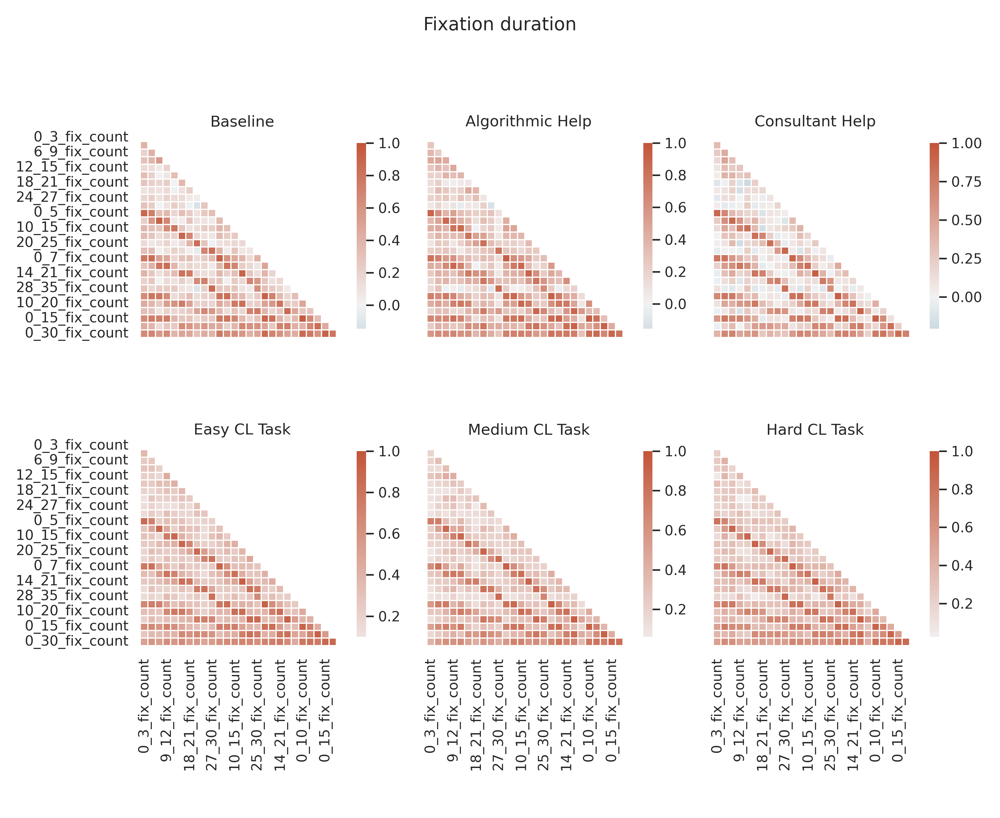 Fixation duration
Baseline
Algorithmic Help
Consultant Help
0_3_fix_count
6_9_fix_count
12_15_fix_count
18_21_fix_count
24_27_fix_count
0_5_fix_count
10_15_fix_count
20_25_fix_count
0_7_fix_count
14_21_fix_count
28_35_fix_count
10_20_fix_count
0_15_fix_count
0_30_fix_count
1.0
0.8
0.6
0.4
0.2
0.0
1.0
0.8
0.6
0.4
0.2
0.0
1.00
0.75
0.50
0.25
0.00
Easy CL Task
Medium CL Task
Hard CL Task
0_3_fix_count
6_9_fix_count
12_15_fix_count
18_21_fix_count
24_27_fix_count
0_5_fix_count
10_15_fix_count
20_25_fix_count
0_7_fix_count
14_21_fix_count
28_35_fix_count
10_20_fix_count
0_15_fix_count
0_30_fix_count
1.0
0.8
0.6
0.4
0.2
1.0
0.8
0.6
0.4
0.2
1.0
0.8
0.6
0.4
0.2
0_3_fix_count
9_12_fix_count
18_21_fix_count
27_30_fix_count
10_15_fix_count
25_30_fix_count
14_21_fix_count
0_10_fix_count
0_15_fix_count
0_3_fix_count
9_12_fix_count
18_21_fix_count
27_30_fix_count
10_15_fix_count
25_30_fix_count
14_21_fix_count
0_10_fix_count
0_15_fix_count
0_3_fix_count
9_12_fix_count
18_21_fix_count
27_30_fix_count
10_15_fix_count
25_30_fix_count
14_21_fix_count
0_10_fix_count
0_15_fix_count